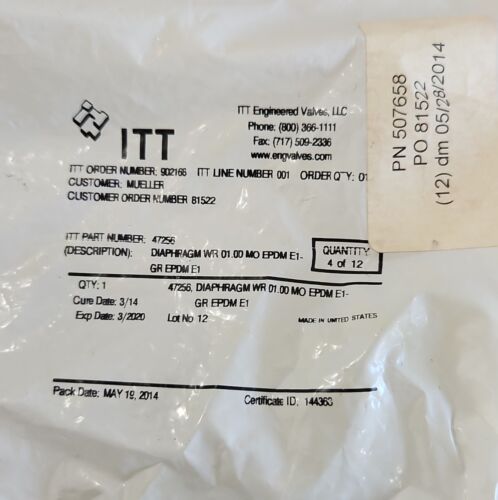 ITT
ITT Engineered Valves, LLC
Phone: (800) 366-1111
Fax: (717) 509-2336
www.engvalves.com
ITT ORDER NUMBER: 902166 ITT LINE NUMBER 001 ORDER QTY: 01
CUSTOMER: MUELLER
CUSTOMER ORDER NUMBER 81522
ITT PART NUMBER: 47256
(DESCRIPTION): DIAPHRAGM WR 01.00 MO EPDM E1-
GR EPDM E1
QUANTITY
4 of 12
QTY: 1 47256, DIAPHRAGM WR 01.00 MO EPDM E1-
GR EPDM E1
Cure Date: 3/14
Exp Date: 3/2020 Lot No 12
MADE IN UNITED STATES
Pack Date: MAY 19, 2014 Certificate ID: 144363
PN 507658
PO 81522
(12) dm 05/28/2014